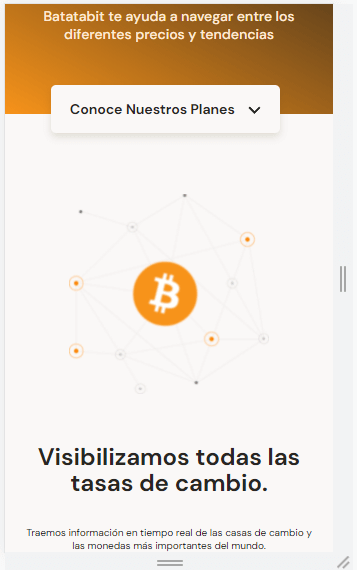 Batatabit te ayuda a navegar entre los
diferentes precios y tendencias
Conoce Nuestros Planes
Visibilizamos todas las
tasas de cambio.
Traemos información en tiempo real de las casas de cambio y
las monedas más importantes del mundo.